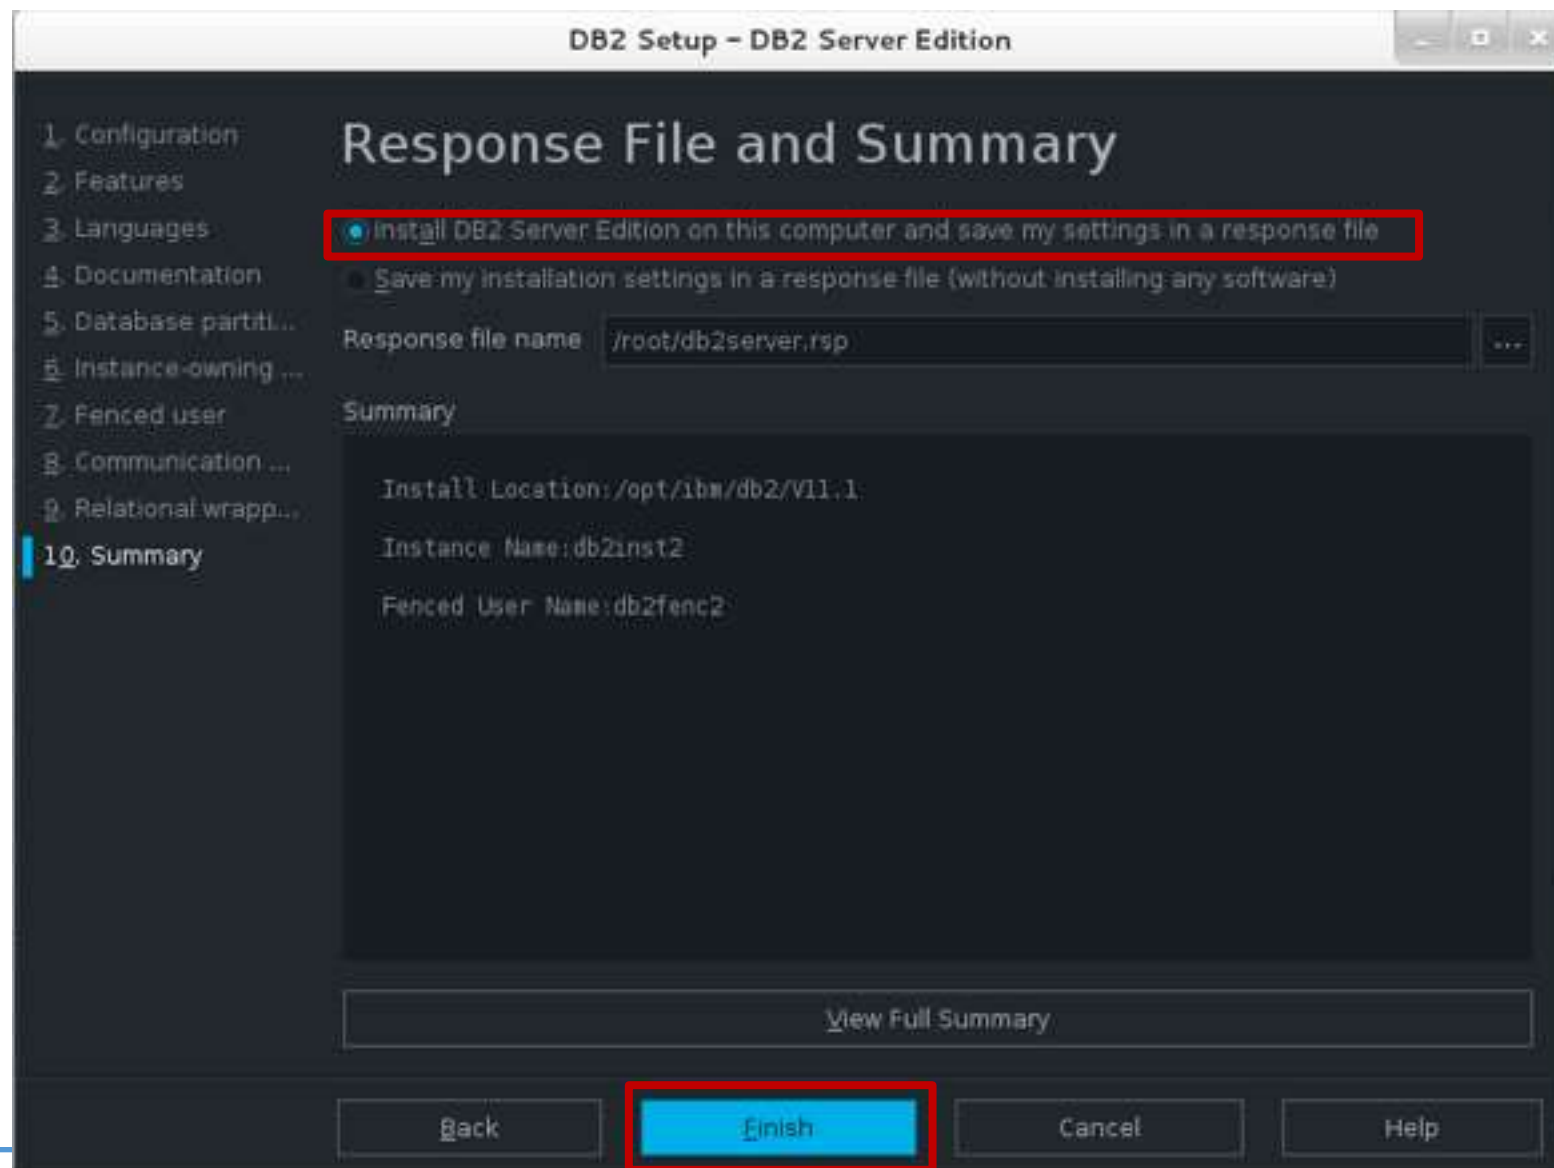 DB2 Setup – DB2 Server Edition
1. Configuration
2. Features
3. Languages
4. Documentation
5. Database partiti...
6. Instance-owning ...
7. Fenced user
8. Communication ...
9. Relational wrapp...
10. Summary
Response File and Summary
Install DB2 Server Edition on this computer and save my settings in a response file
Save my installation settings in a response file (without installing any software)
Response file name /root/db2server.rsp ...
Summary
Install Location:/opt/ibm/db2/V11.1
Instance Name:db2inst2
Fenced User Name:db2fenc2
View Full Summary
Back Finish Cancel Help